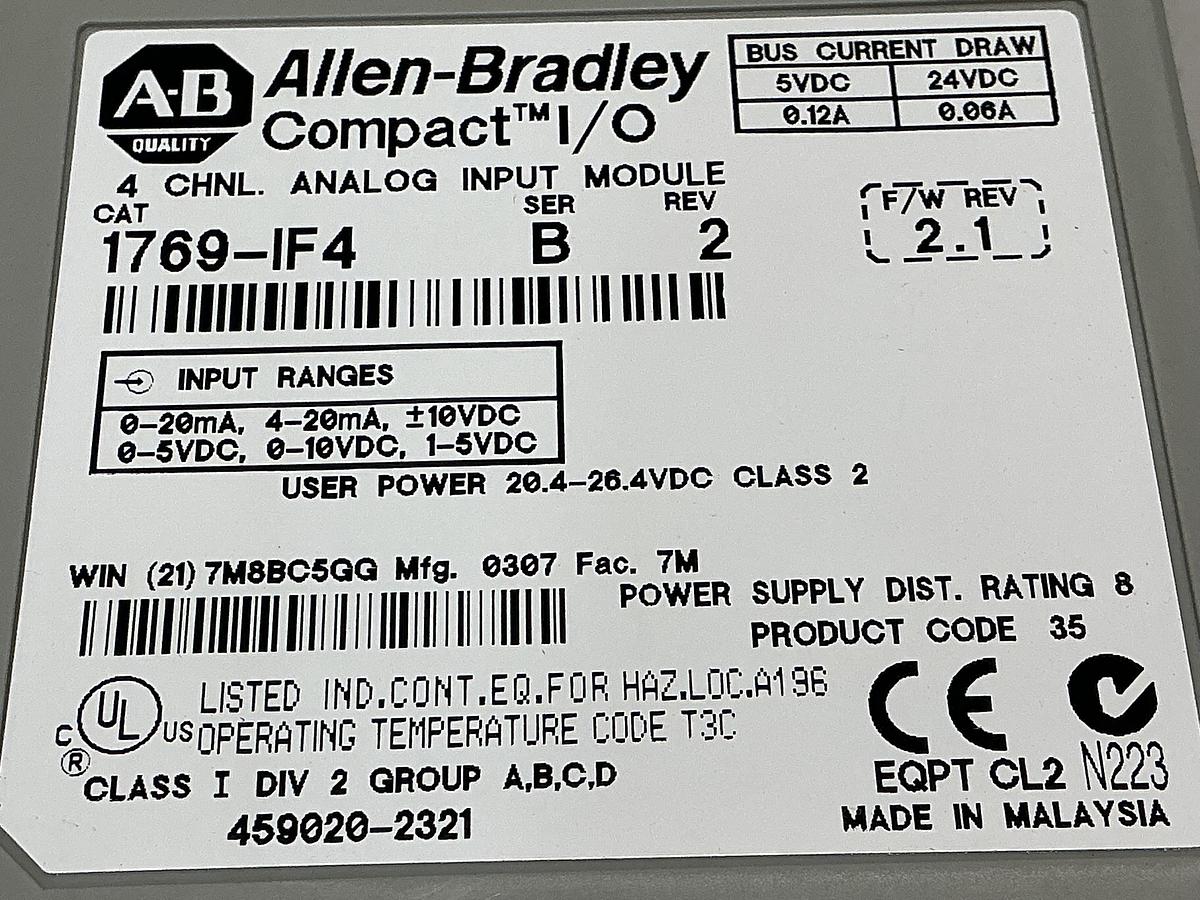 A-B
QUALITY
Allen-Bradley
Compact™ I/O
BUS CURRENT DRAW
5VDC 24VDC
0.12A 0.06A
4 CHNL. ANALOG INPUT MODULE
CAT SER REV
1769-IF4 B 2
F/W REV
2.1
INPUT RANGES
0-20mA, 4-20mA, ±10VDC
0-5VDC, 0-10VDC, 1-5VDC
USER POWER 20.4-26.4VDC CLASS 2
WIN (21) 7M8BC5GG Mfg. 0307 Fac. 7M
POWER SUPPLY DIST. RATING 8
PRODUCT CODE 35
C UL US ®
LISTED IND.CONT.EQ.FOR HAZ.LOC.A196
OPERATING TEMPERATURE CODE T3C
CLASS I DIV 2 GROUP A,B,C,D
459020-2321
CE
EQPT CL2 N223
MADE IN MALAYSIA